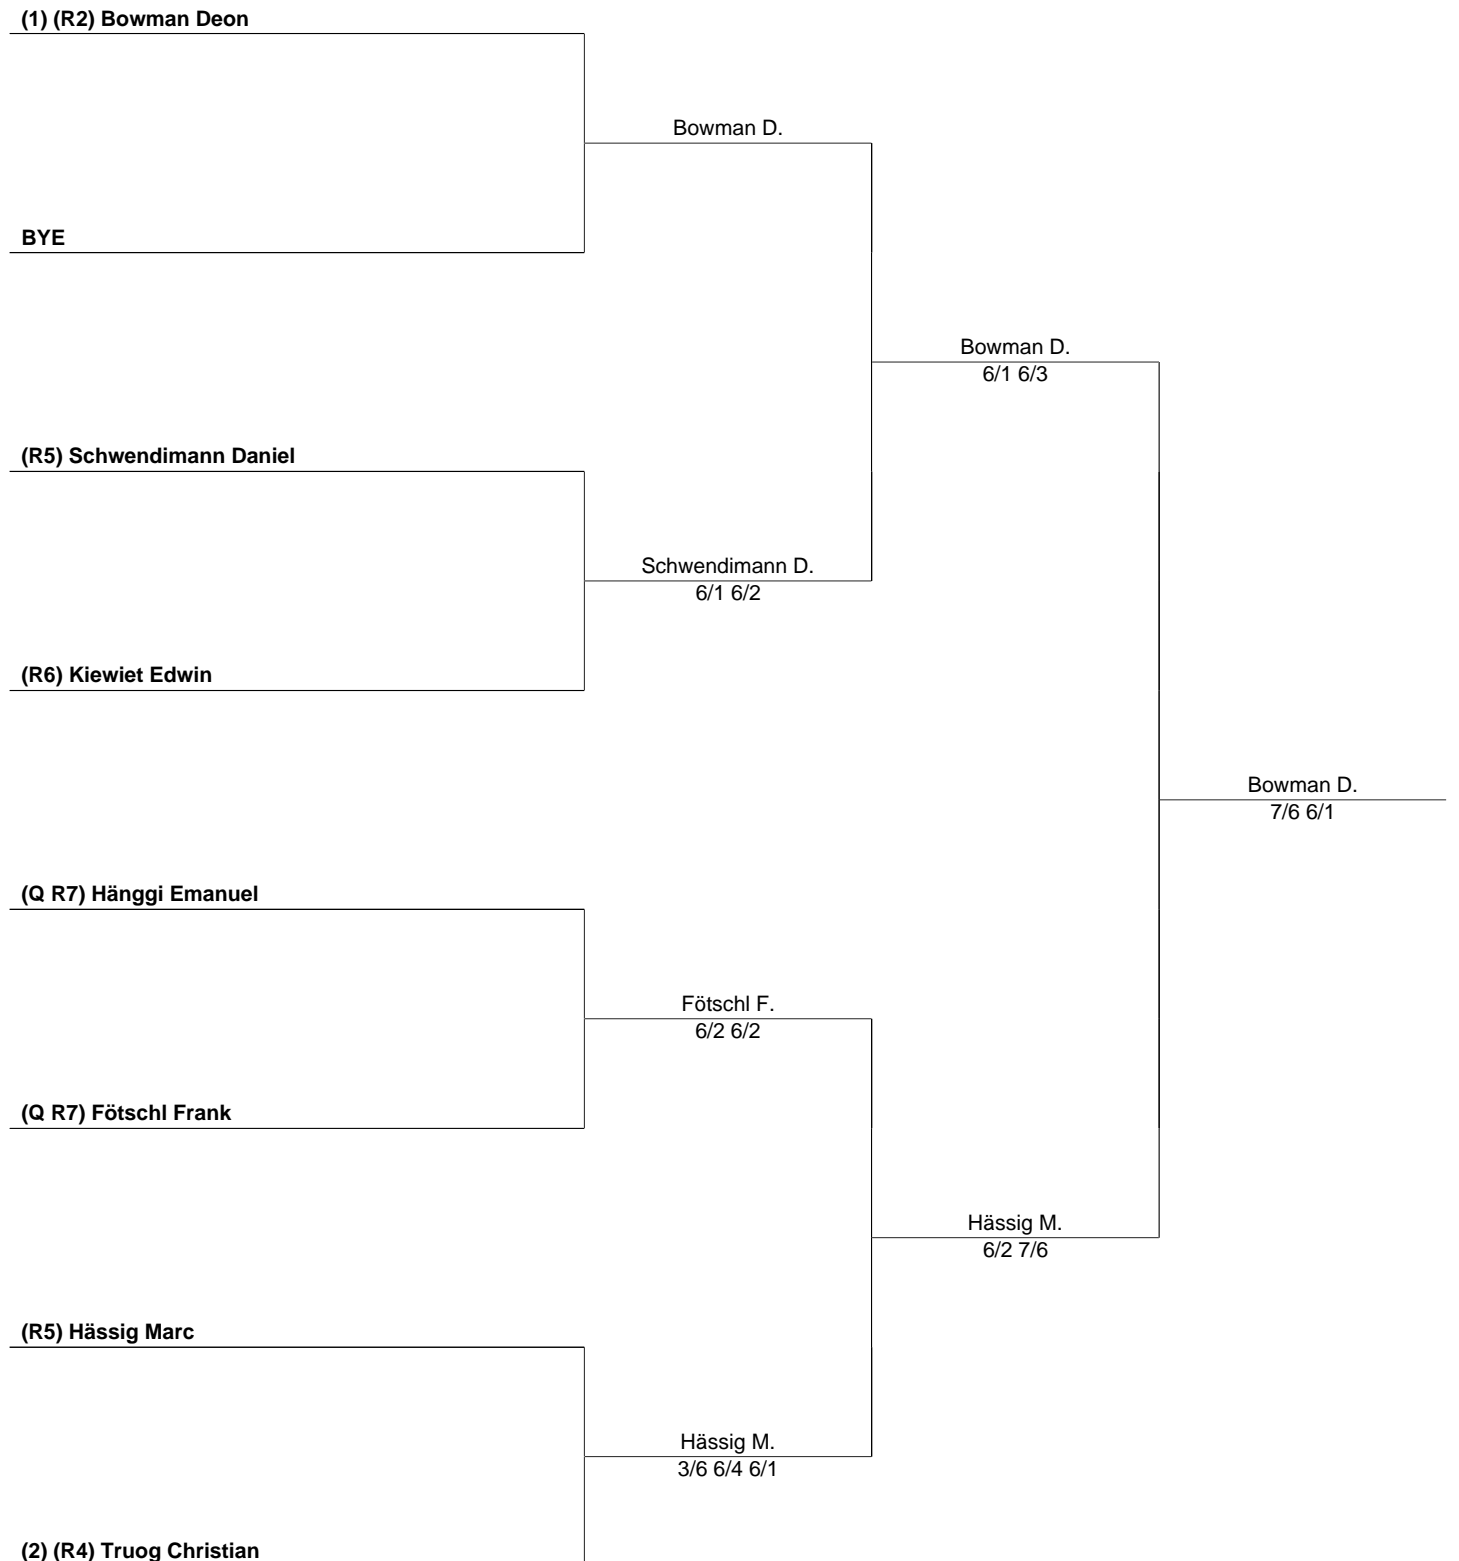 (1) (R2) Bowman Deon
Bowman D.
BYE
Bowman D.
6/1 6/3
(R5) Schwendimann Daniel
Schwendimann D.
6/1 6/2
(R6) Kiewiet Edwin
Bowman D.
7/6 6/1
(Q R7) Hänggi Emanuel
Fötschl F.
6/2 6/2
(Q R7) Fötschl Frank
Hässig M.
6/2 7/6
(R5) Hässig Marc
Hässig M.
3/6 6/4 6/1
(2) (R4) Truog Christian